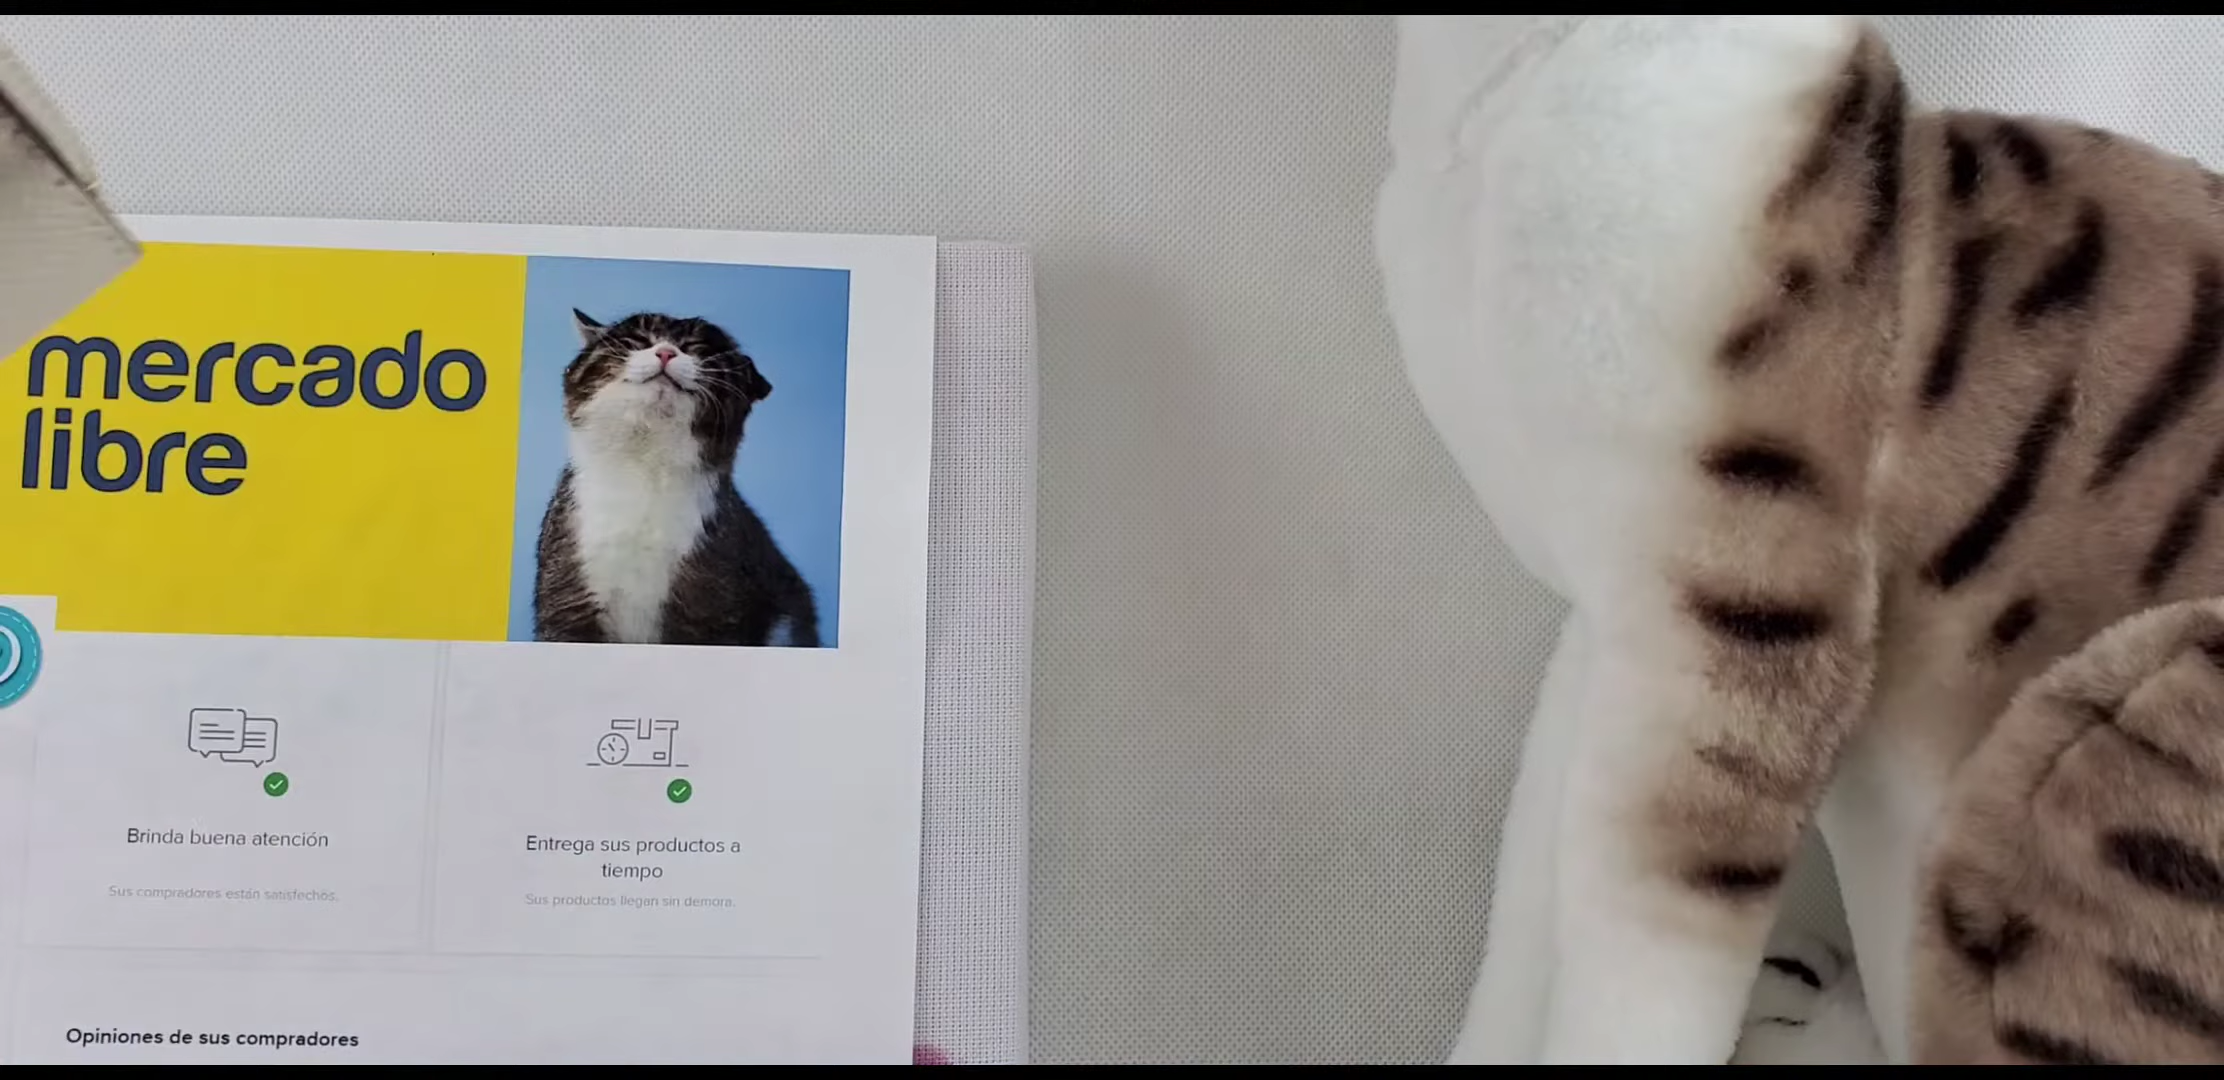 mercado
libre
Brinda buena atención
Sus compradores están satisfechos.
Entrega sus productos a
tiempo
Sus productos llegan sin demora.
Opiniones de sus compradores